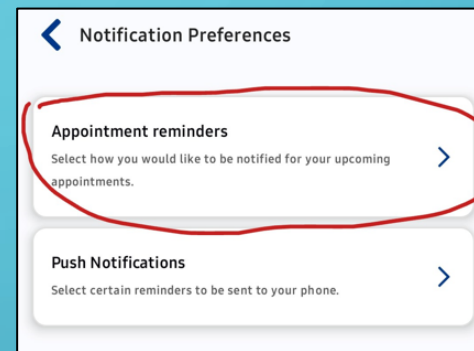 Notification Preferences
Appointment reminders
Select how you would like to be notified for your upcoming
appointments.
Push Notifications
Select certain reminders to be sent to your phone.